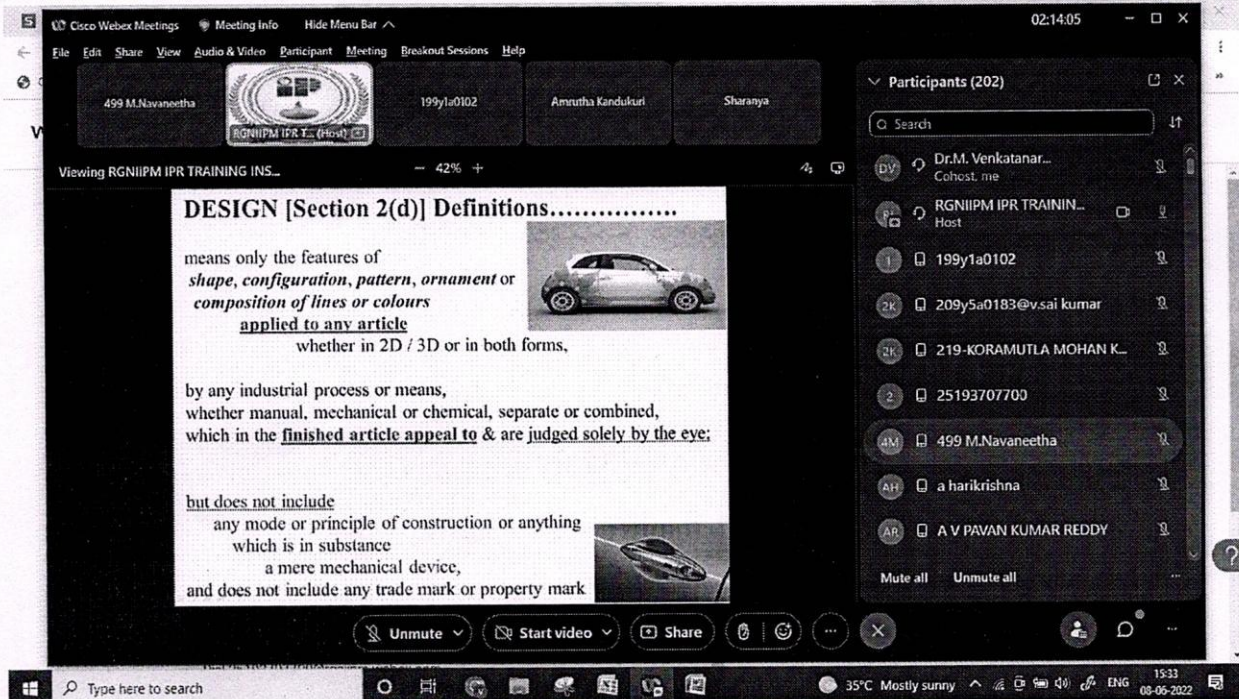 Cisco Webex Meetings Meeting Info Hide Menu Bar 02:14:05
File Edit Share View Audio & Video Participant Meeting Breakout Sessions Help
499 M.Navaneetha
RGNIIPM IPR T... (Host)
199y1a0102
Amrutha Kandukuri
Sharanya
Viewing RGNIIPM IPR TRAINING INS...
42%
DESIGN [Section 2(d)] Definitions................
means only the features of
shape, configuration, pattern, ornament or
composition of lines or colours
applied to any article
whether in 2D / 3D or in both forms,
by any industrial process or means,
whether manual, mechanical or chemical, separate or combined,
which in the finished article appeal to & are judged solely by the eye;
but does not include
any mode or principle of construction or anything
which is in substance
a mere mechanical device,
and does not include any trade mark or property mark
Participants (202)
Search
DV Dr.M. Venkatanar...
Cohost, me
RGNIIPM IPR TRAININ...
Host
1 199y1a0102
2K 209y5a0183@v.sai kumar
2K 219-KORAMUTLA MOHAN K...
2 25193707700
4M 499 M.Navaneetha
AH a harikrishna
AR A V PAVAN KUMAR REDDY
Mute all Unmute all
Unmute Start video Share
Type here to search
35°C Mostly sunny ENG
15:33
08-06-2022